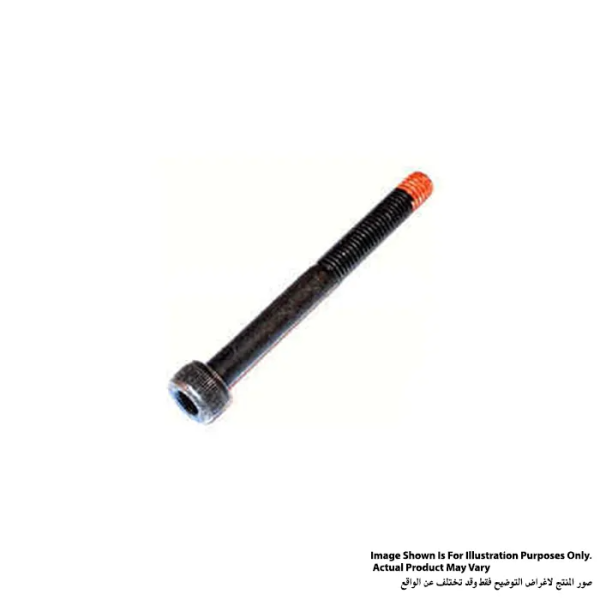 Image Shown Is For Illustration Purposes Only.
Actual Product May Vary
صور المنتج لاغراض التوضيح فقط وقد تختلف عن الواقع